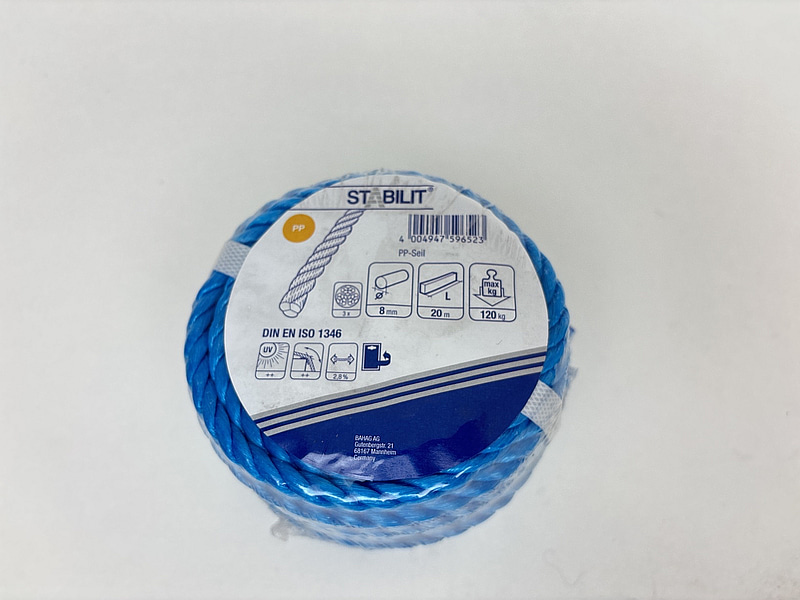 STABILIT®
PP
4 004947 596523
PP-Seil
max
kg
Ø
L
3 x
8 mm
20 m
120 kg
DIN EN ISO 1346
UV
++
++
2,8 %
BAHAG AG
Gutenbergstr. 21
68167 Mannheim
Germany